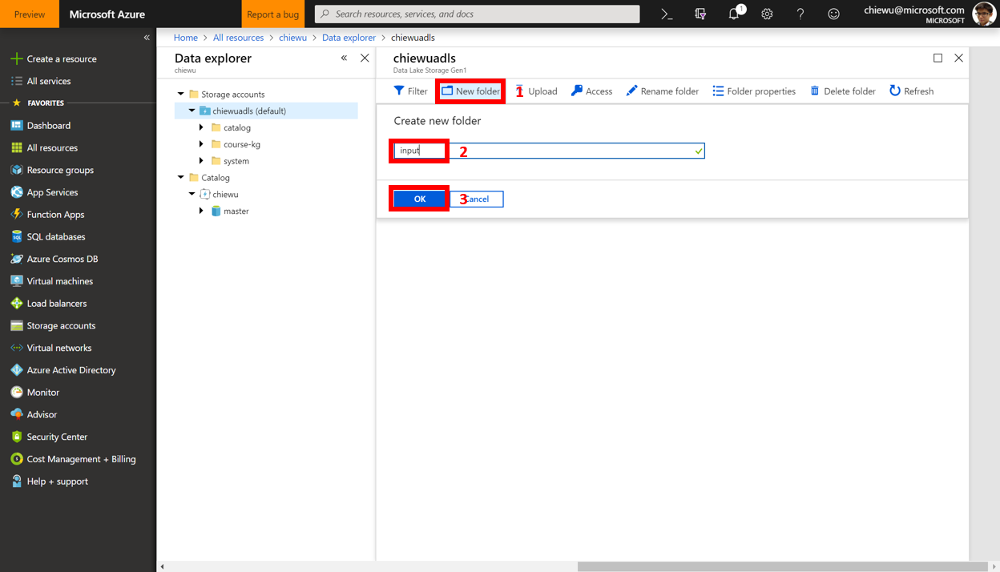 Preview
Microsoft Azure
Report a bug
Search resources, services, and docs
1
chiewu@microsoft.com
MICROSOFT
Create a resource
All services
FAVORITES
Dashboard
All resources
Resource groups
App Services
Function Apps
SQL databases
Azure Cosmos DB
Virtual machines
Load balancers
Storage accounts
Virtual networks
Azure Active Directory
Monitor
Advisor
Security Center
Cost Management + Billing
Help + support
Home > All resources > chiewu > Data explorer > chiewuadls
Data explorer
chiewu
Storage accounts
chiewuadls (default)
catalog
course-kg
system
Catalog
chiewu
master
chiewuadls
Data Lake Storage Gen1
Filter New folder 1 Upload Access Rename folder Folder properties Delete folder Refresh
Create new folder
input 2
OK 3 Cancel